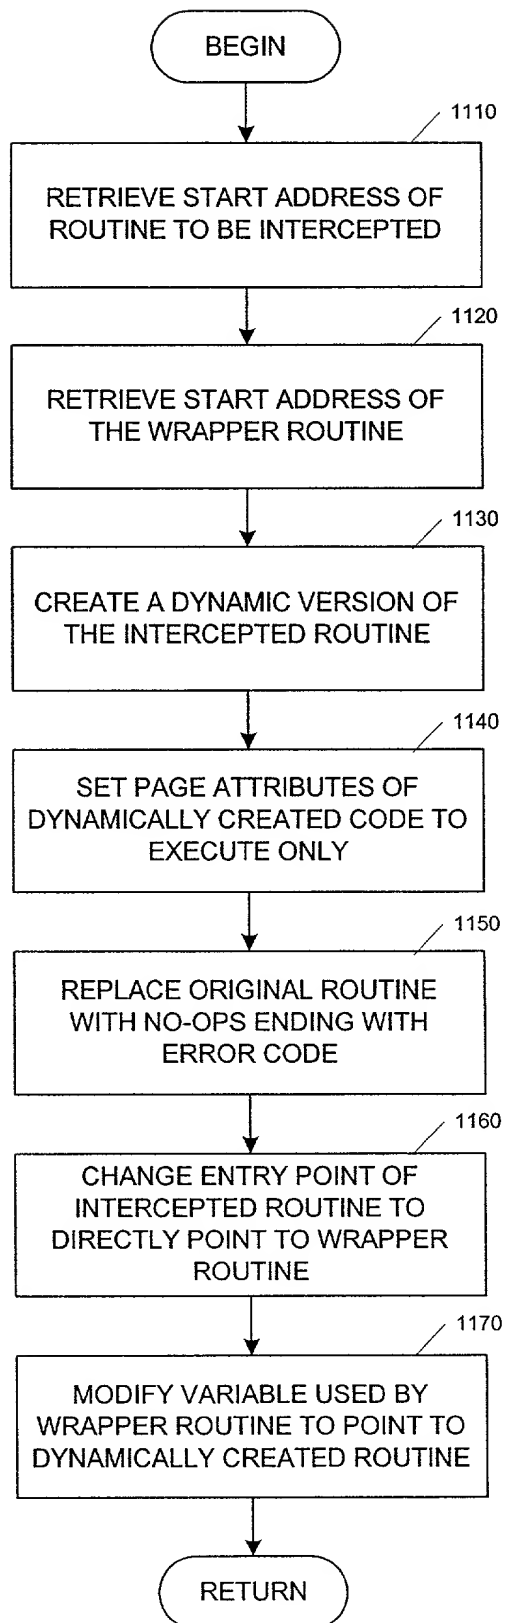 BEGIN
1110
RETRIEVE START ADDRESS OF
ROUTINE TO BE INTERCEPTED
1120
RETRIEVE START ADDRESS OF
THE WRAPPER ROUTINE
1130
CREATE A DYNAMIC VERSION OF
THE INTERCEPTED ROUTINE
1140
SET PAGE ATTRIBUTES OF
DYNAMICALLY CREATED CODE TO
EXECUTE ONLY
1150
REPLACE ORIGINAL ROUTINE
WITH NO-OPS ENDING WITH
ERROR CODE
1160
CHANGE ENTRY POINT OF
INTERCEPTED ROUTINE TO
DIRECTLY POINT TO WRAPPER
ROUTINE
1170
MODIFY VARIABLE USED BY
WRAPPER ROUTINE TO POINT TO
DYNAMICALLY CREATED ROUTINE
RETURN